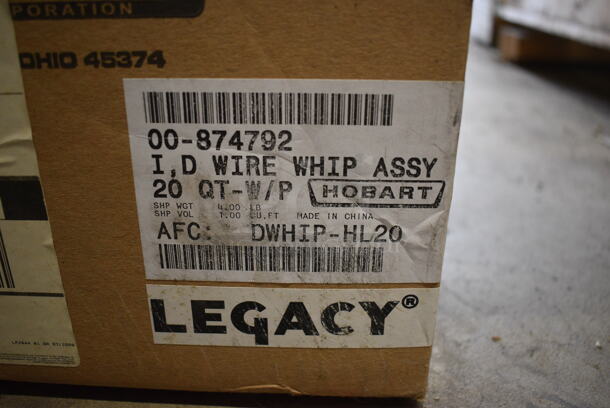 PORATION
OHIO 45374
00-874792
I,D WIRE WHIP ASSY
20 QT-W/P HOBART
SHP WGT 4.00 LB
SHP VOL 1.00 CU.FT MADE IN CHINA
AFC: DWHIP-HL20
LEGACY®